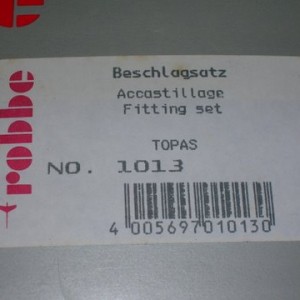 robbe
Beschlagsatz
Accastillage
Fitting set
TOPAS
NO. 1013
4 005697 010130